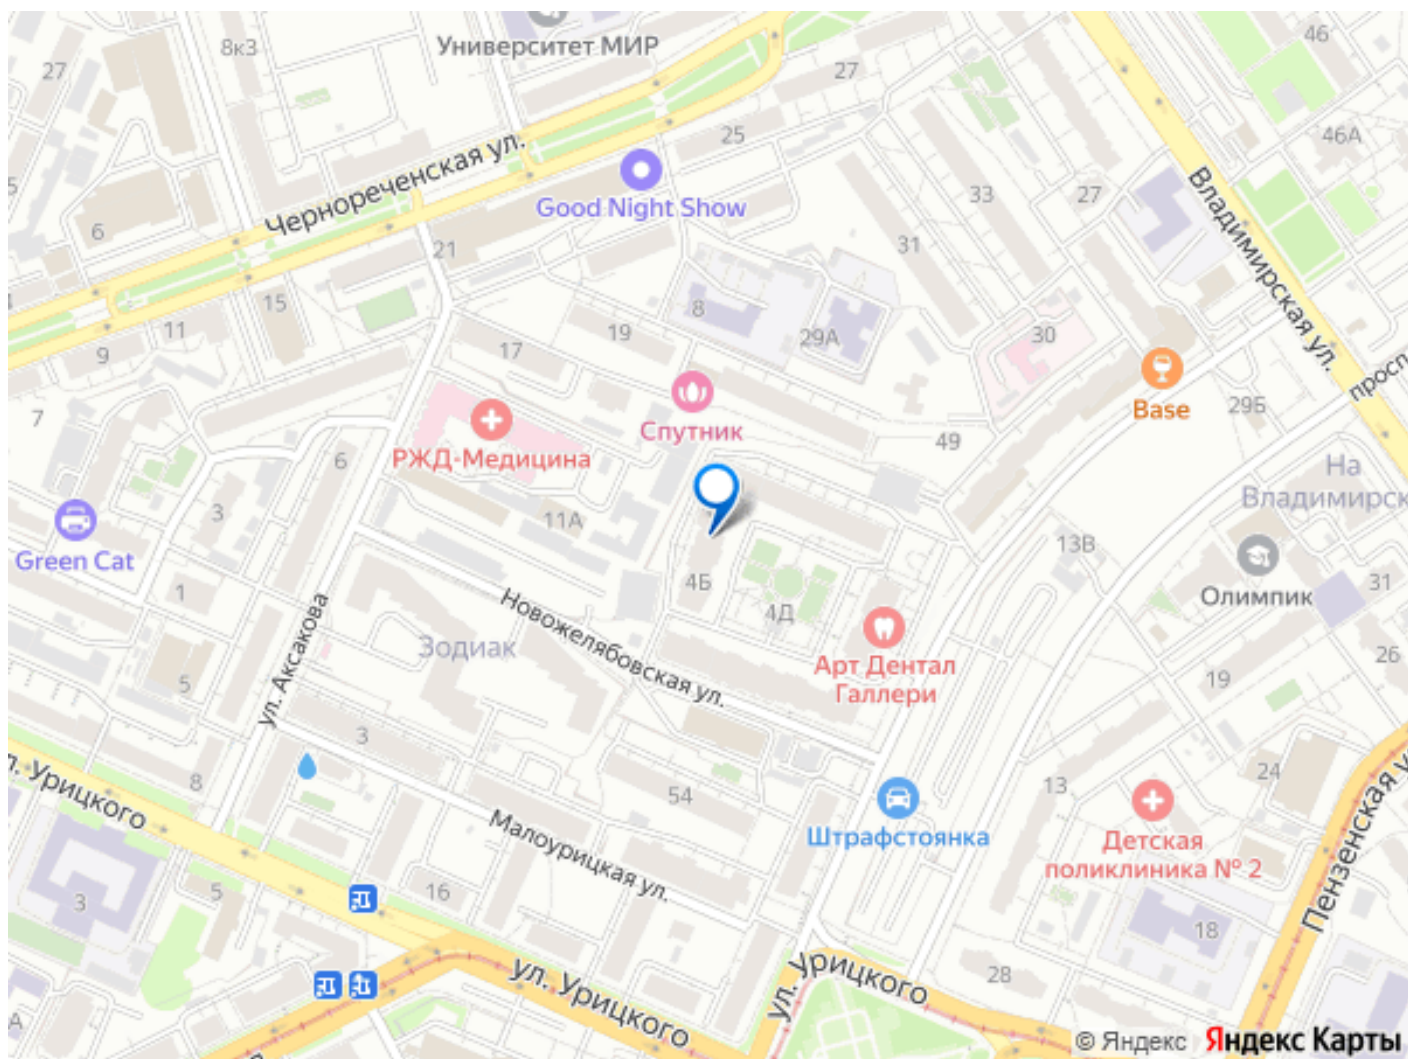 Университет МИР
8к3
27
46
27
25
46А
Чернореченская ул.
Good Night Show
33
27
Владимирская ул.
6
21
31
15
11
19
8
29А
30
9
17
7
Спутник
Base
29Б
просп
РЖД-Медицина
49
6
На
Владимирск
3
11А
Green Cat
13В
Олимпик
31
1
4Б
4Д
Новожелябовская ул.
Зодиак
ул. Аксакова
Арт Дентал
Галлери
26
19
5
3
8
л. Урицкого
54
13
24
Штрафстоянка
Детская
поликлиника № 2
Малоурицкая ул.
Пензенская у
3
5
16
18
ул. Урицкого
ул. Урицкого
28
А
© Яндекс Яндекс Карты